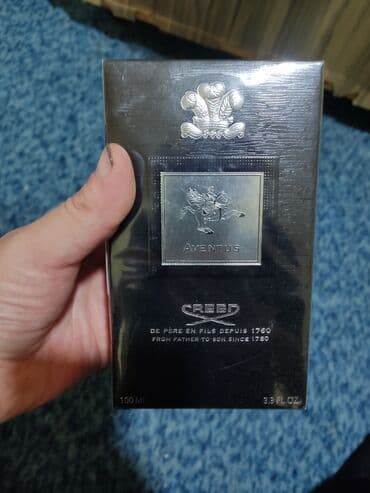 AVENTUS
CREED
DE PÈRE EN FILS DEPUIS 1760
FROM FATHER TO SON SINCE 1760
100 ML 3.3 FL.OZ.